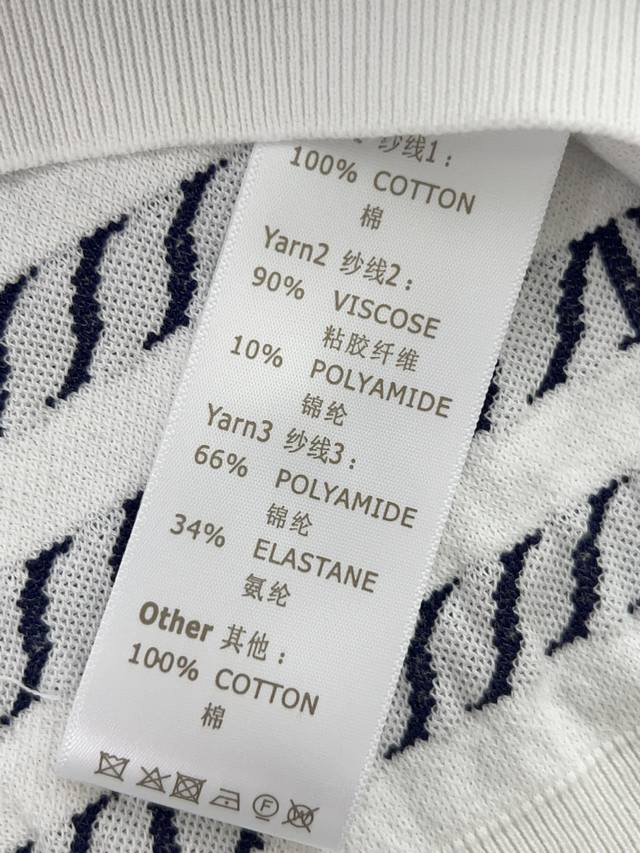 纱线1：
100% COTTON
棉
Yarn2 纱线2：
90% VISCOSE
粘胶纤维
10% POLYAMIDE
锦纶
Yarn3 纱线3：
66% POLYAMIDE
锦纶
34% ELASTANE
氨纶
Other 其他：
100% COTTON
棉
F
W